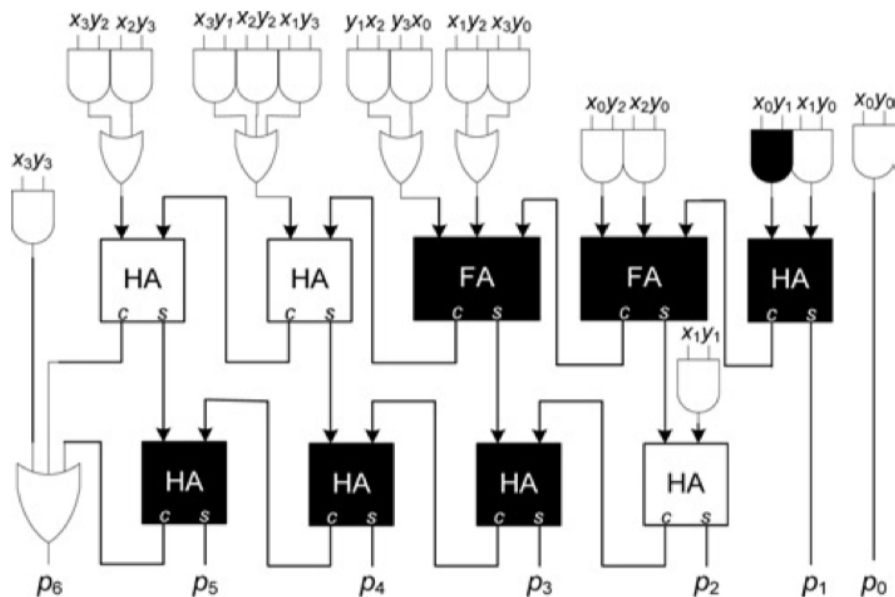 x₃y₂ x₂y₃ x₃y₁ x₂y₂ x₁y₃ y₁x₂ y₃x₀ x₁y₂ x₃y₀
x₀y₂ x₂y₀ x₀y₁ x₁y₀ x₀y₀
x₃y₃
HA HA FA FA HA
c s c s c s c s c s
x₁y₁
HA HA HA HA
c s c s c s c s
p₆ p₅ p₄ p₃ p₂ p₁ p₀